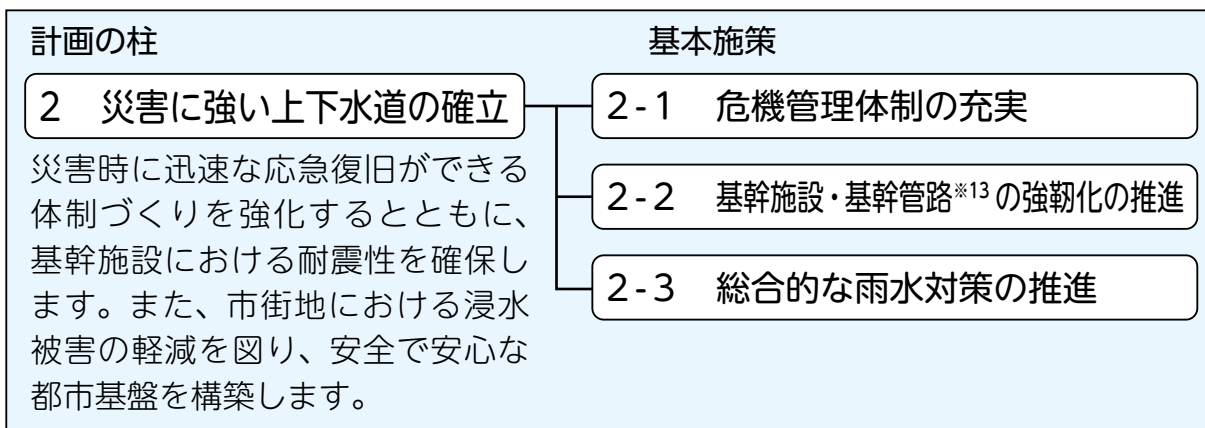 計画の柱
基本施策
2 災害に強い上下水道の確立
災害時に迅速な応急復旧ができる
体制づくりを強化するとともに、
基幹施設における耐震性を確保し
ます。また、市街地における浸水
被害の軽減を図り、安全で安心な
都市基盤を構築します。
2-1 危機管理体制の充実
2-2 基幹施設・基幹管路※13の強靭化の推進
2-3 総合的な雨水対策の推進